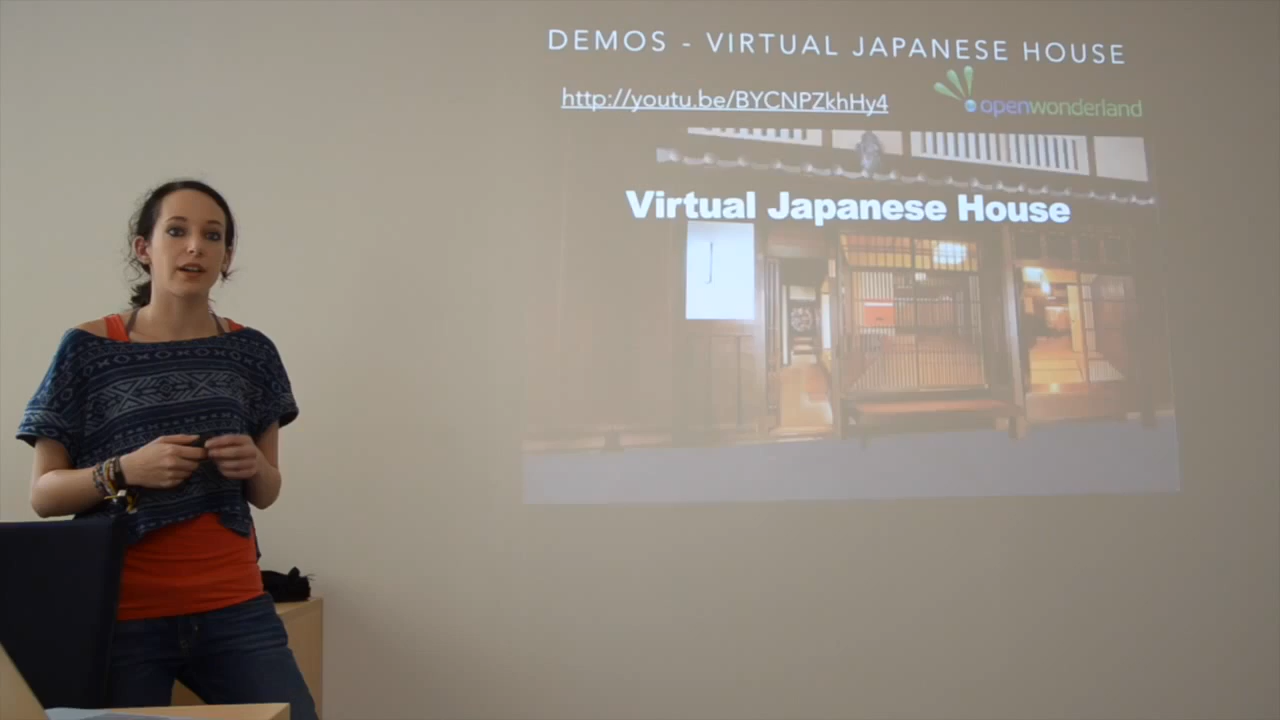 DEMOS - VIRTUAL JAPANESE HOUSE
http://youtu.be/BYCNPZkhHy4
openwonderland
Virtual Japanese House